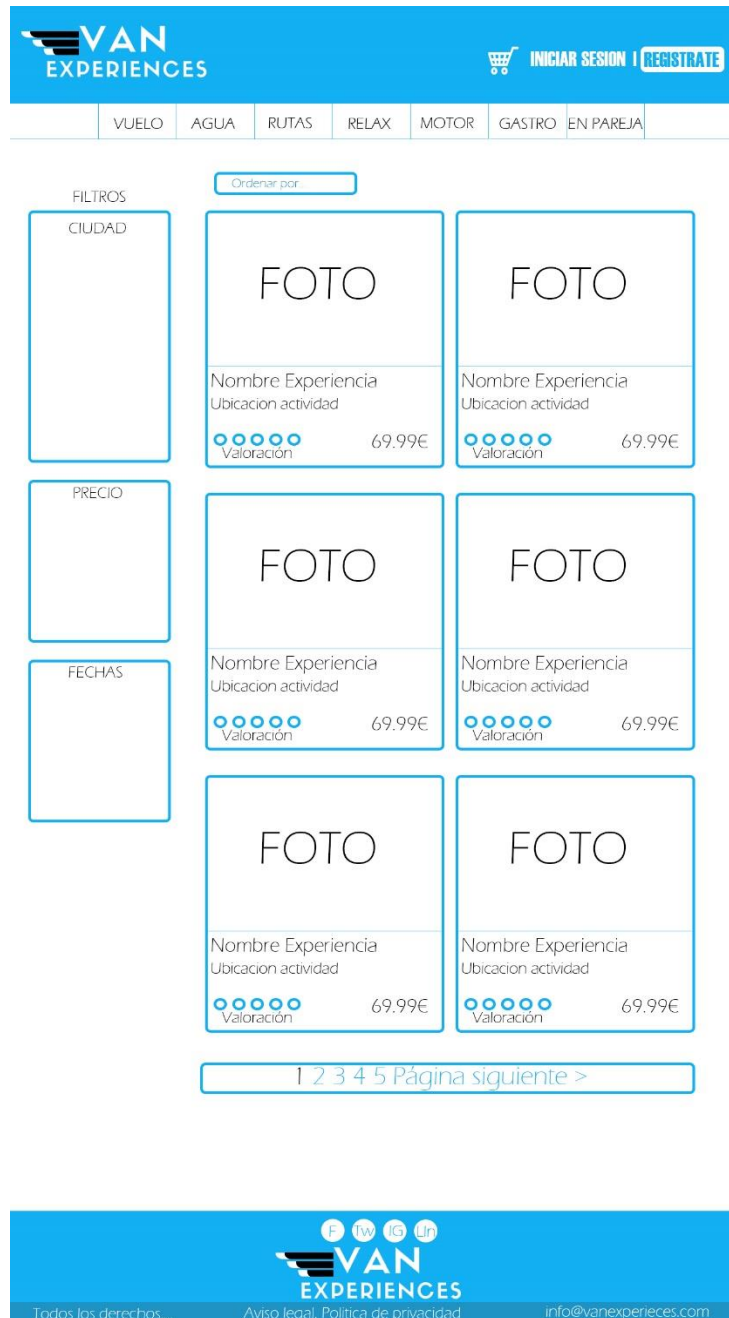 VAN
EXPERIENCES
INICIAR SESION | REGISTRATE
VUELO AGUA RUTAS RELAX MOTOR GASTRO EN PAREJA
Ordenar por
FILTROS
CIUDAD
PRECIO
FECHAS
FOTO FOTO
Nombre Experiencia Nombre Experiencia
Ubicacion actividad Ubicacion actividad
69.99€ 69.99€
Valoración Valoración
FOTO FOTO
Nombre Experiencia Nombre Experiencia
Ubicacion actividad Ubicacion actividad
69.99€ 69.99€
Valoración Valoración
FOTO FOTO
Nombre Experiencia Nombre Experiencia
Ubicacion actividad Ubicacion actividad
69.99€ 69.99€
Valoración Valoración
1 2 3 4 5 Página siguiente >
F Tw IG LIn
VAN
EXPERIENCES
Todos los derechos Aviso legal. Politica de privacidad info@vanexperieces.com